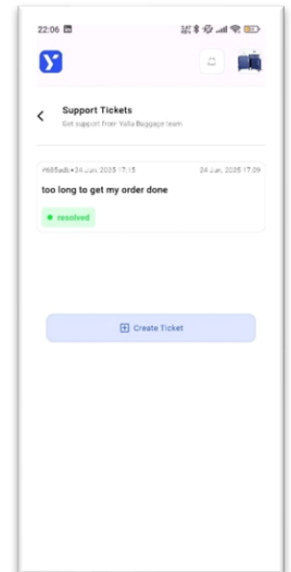 22:06
Support Tickets
Get support from Yalla Baggage team
24 Jun, 2025 17:15 24 Jun, 2025 17:09
too long to get my order done
resolved
Create Ticket